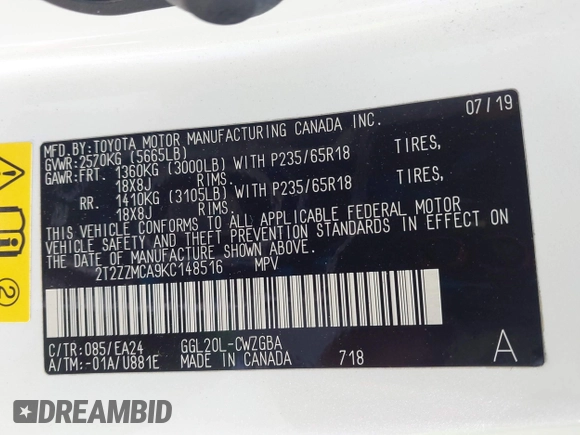 07/19
MFD.BY:TOYOTA MOTOR MANUFACTURING CANADA INC.
GVWR:2570KG (5665LB)
GAWR:FRT. 1360KG (3000LB) WITH P235/65R18 TIRES,
18X8J RIMS.
RR. 1410KG (3105LB) WITH P235/65R18 TIRES,
18X8J RIMS.
THIS VEHICLE CONFORMS TO ALL APPLICABLE FEDERAL MOTOR
VEHICLE SAFETY AND THEFT PREVENTION STANDARDS IN EFFECT
ON THE DATE OF MANUFACTURE SHOWN ABOVE.
2T2ZZMCA9KC148516 MPV
2
C/TR:085/EA24 GGL20L-CWZGBA
A/TM:-01A/U881E MADE IN CANADA 718 A
DREAMBID